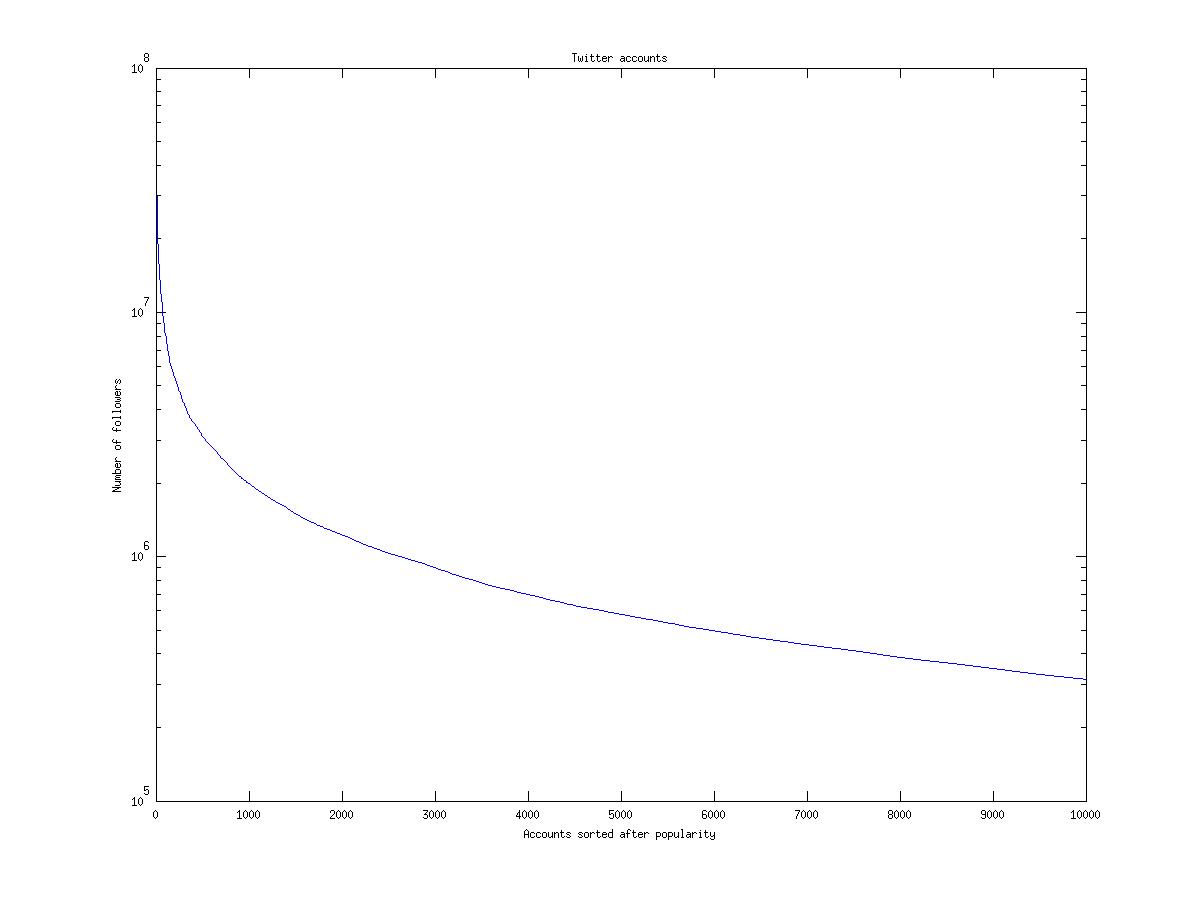 Twitter accounts
10^8
10^7
10^6
10^5
Number of followers
0 1000 2000 3000 4000 5000 6000 7000 8000 9000 10000
Accounts sorted after popularity